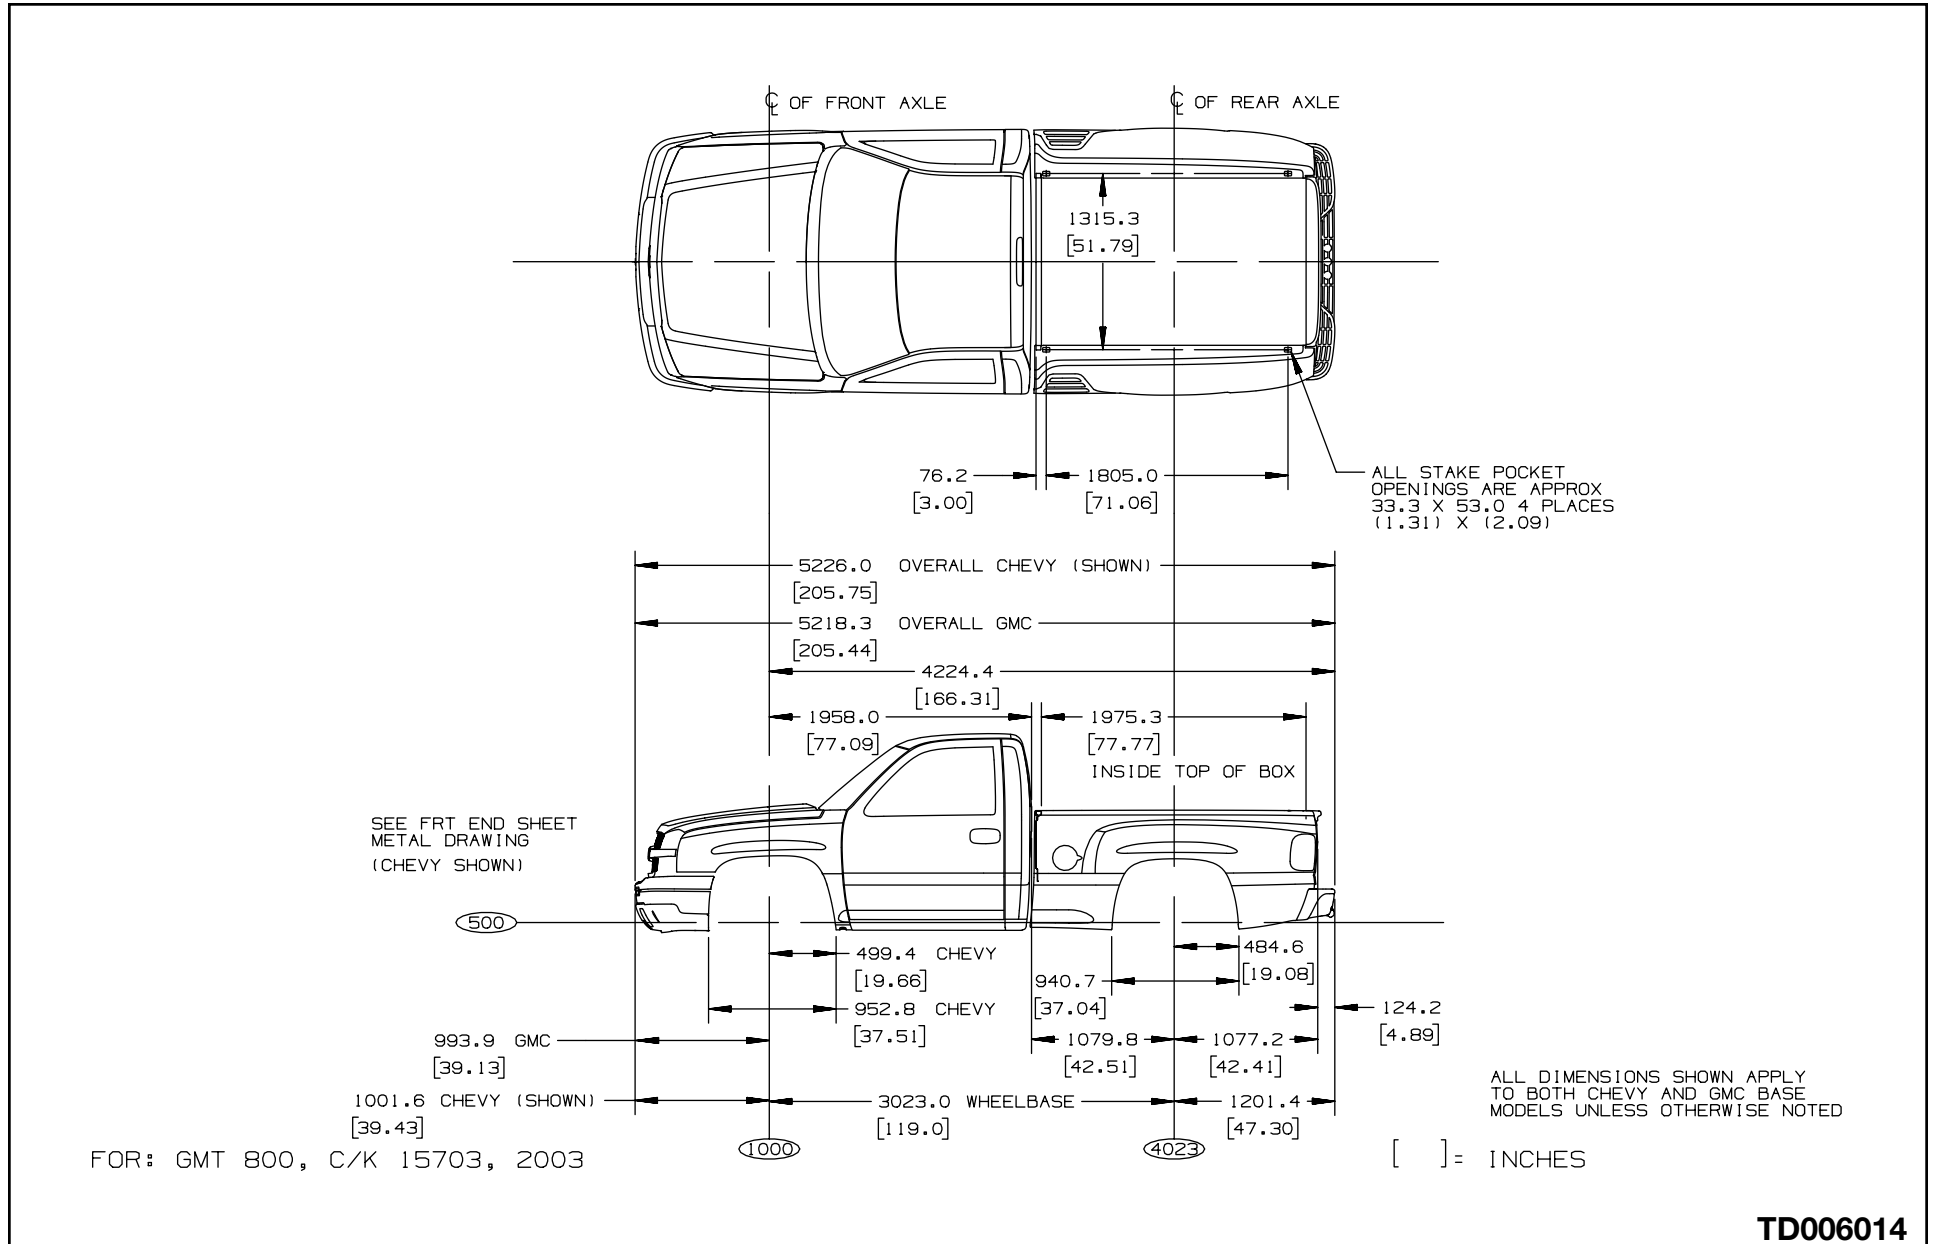 ℄ OF FRONT AXLE
℄ OF REAR AXLE
1315.3
[51.79]
76.2
[3.00]
1805.0
[71.06]
ALL STAKE POCKET
OPENINGS ARE APPROX
33.3 X 53.0 4 PLACES
(1.31) X (2.09)
5226.0 OVERALL CHEVY (SHOWN)
[205.75]
5218.3 OVERALL GMC
[205.44]
4224.4
[166.31]
1958.0
[77.09]
1975.3
[77.77]
INSIDE TOP OF BOX
SEE FRT END SHEET
METAL DRAWING
(CHEVY SHOWN)
500
499.4 CHEVY
[19.66]
484.6
[19.08]
940.7
[37.04]
952.8 CHEVY
[37.51]
124.2
[4.89]
993.9 GMC
[39.13]
1079.8
[42.51]
1077.2
[42.41]
1001.6 CHEVY (SHOWN)
[39.43]
3023.0 WHEELBASE
[119.0]
1201.4
[47.30]
ALL DIMENSIONS SHOWN APPLY
TO BOTH CHEVY AND GMC BASE
MODELS UNLESS OTHERWISE NOTED
1000
4023
FOR: GMT 800, C/K 15703, 2003
[ ]= INCHES
TD006014